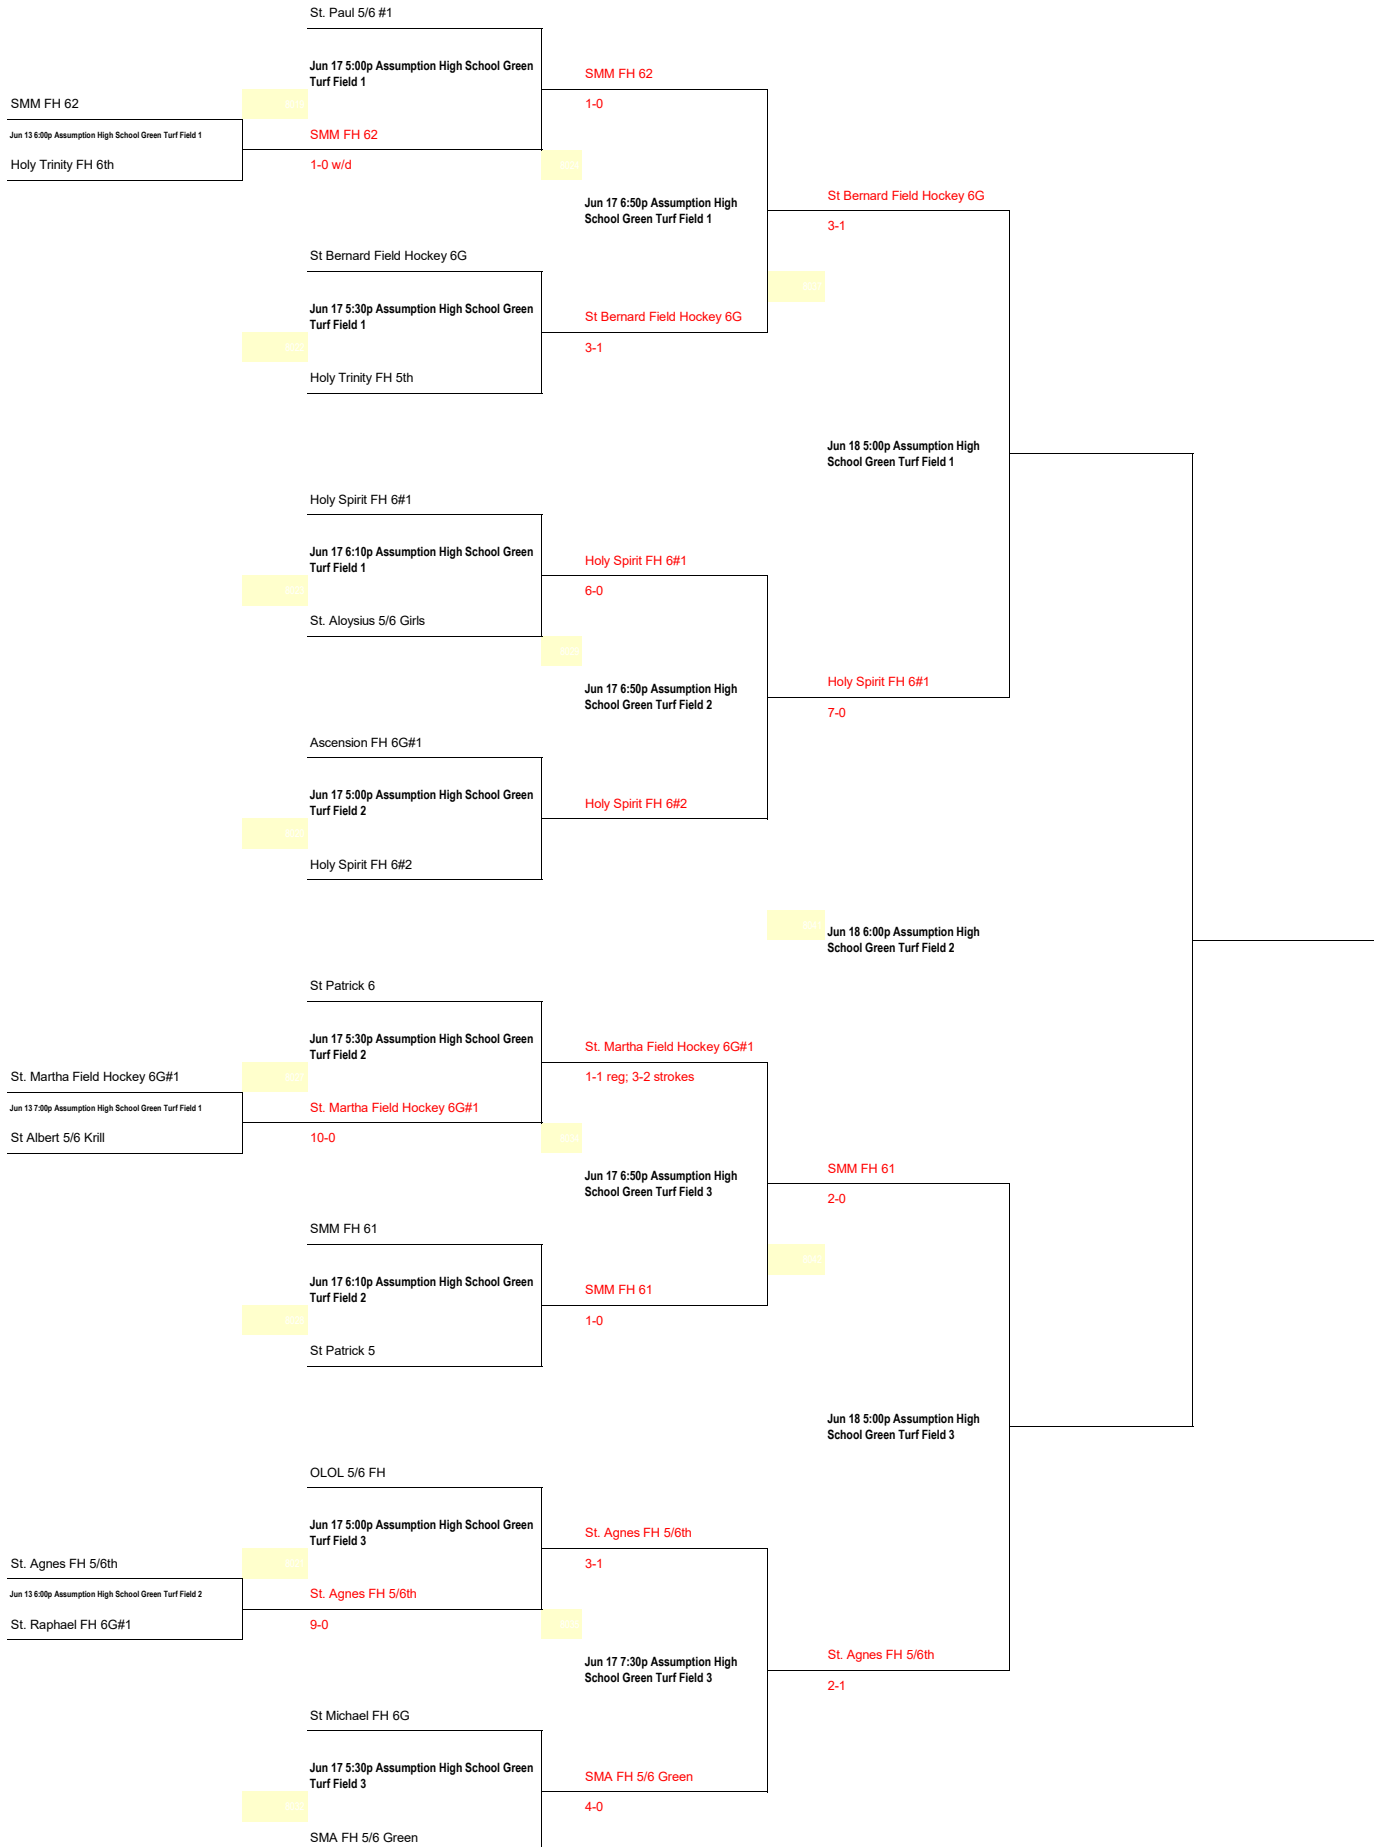 St. Paul 5/6 #1
Jun 17 5:00p Assumption High School Green
Turf Field 1
SMM FH 62
1-0
SMM FH 62
Jun 13 6:00p Assumption High School Green Turf Field 1
Holy Trinity FH 6th
SMM FH 62
1-0 w/d
Jun 17 6:50p Assumption High
School Green Turf Field 1
St Bernard Field Hockey 6G
3-1
St Bernard Field Hockey 6G
Jun 17 5:30p Assumption High School Green
Turf Field 1
St Bernard Field Hockey 6G
3-1
Holy Trinity FH 5th
Jun 18 5:00p Assumption High
School Green Turf Field 1
Holy Spirit FH 6#1
Jun 17 6:10p Assumption High School Green
Turf Field 1
Holy Spirit FH 6#1
6-0
St. Aloysius 5/6 Girls
Jun 17 6:50p Assumption High
School Green Turf Field 2
Holy Spirit FH 6#1
7-0
Ascension FH 6G#1
Jun 17 5:00p Assumption High School Green
Turf Field 2
Holy Spirit FH 6#2
Holy Spirit FH 6#2
Jun 18 6:00p Assumption High
School Green Turf Field 2
St Patrick 6
Jun 17 5:30p Assumption High School Green
Turf Field 2
St. Martha Field Hockey 6G#1
1-1 reg; 3-2 strokes
St. Martha Field Hockey 6G#1
Jun 13 7:00p Assumption High School Green Turf Field 1
St Albert 5/6 Krill
St. Martha Field Hockey 6G#1
10-0
Jun 17 6:50p Assumption High
School Green Turf Field 3
SMM FH 61
2-0
SMM FH 61
Jun 17 6:10p Assumption High School Green
Turf Field 2
SMM FH 61
1-0
St Patrick 5
Jun 18 5:00p Assumption High
School Green Turf Field 3
OLOL 5/6 FH
Jun 17 5:00p Assumption High School Green
Turf Field 3
St. Agnes FH 5/6th
3-1
St. Agnes FH 5/6th
Jun 13 6:00p Assumption High School Green Turf Field 2
St. Raphael FH 6G#1
St. Agnes FH 5/6th
9-0
Jun 17 7:30p Assumption High
School Green Turf Field 3
St. Agnes FH 5/6th
2-1
St Michael FH 6G
Jun 17 5:30p Assumption High School Green
Turf Field 3
SMA FH 5/6 Green
4-0
SMA FH 5/6 Green